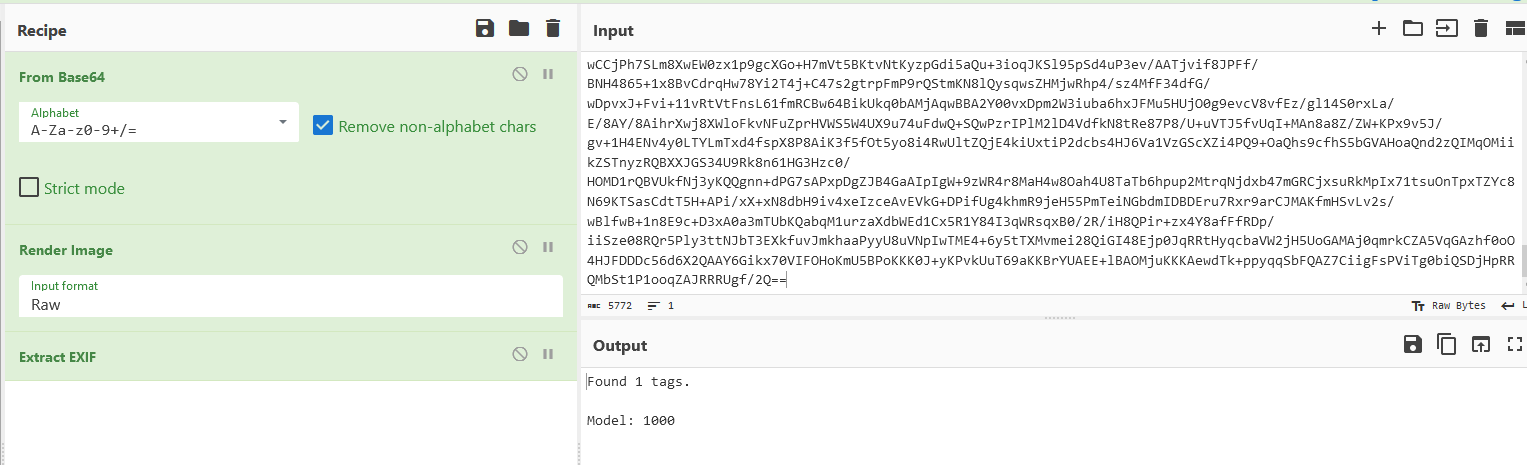 Recipe
From Base64
Alphabet
A-Za-z0-9+/=
Remove non-alphabet chars
Strict mode
Render Image
Input format
Raw
Extract EXIF
Input
wCCjPh7SLm8XwEW0zx1p9gcXGo+H7mVt5BKtvNtKyzpGdi5aQu+3ioqJKSl95pSd4uP3ev/AATjvif8JPFf/
BNH4865+1x8BvCdrqHw78Yi2T4j+C47s2gtrpFmP9rQStmKN8lQysqwsZHMjwRhp4/sz4MfF34dfG/
wDpvxJ+Fvi+11vRtVtFnsL61fmRCBw64BikUkq0bAMjAqwBBA2Y00vxDpm2W3iuba6hxJFMu5HUjO0g9evcV8vfEz/gl14S0rxLa/
E/8AY/8AihrXwj8XWloFkvNFuZprHVWS5W4UX9u74uFdwQ+SQwPzrIPlM2lD4VdfkN8tRe87P8/U+uVTJ5fvUqI+MAn8a8Z/ZW+KPx9v5J/
gv+1H4ENv4y0LTYLmTxd4fspX8P8AiK3f5fOt5yo8i4RwUltZQjE4kiUxtiP2dcbs4HJ6Va1VzGScXZi4PQ9+OaQhs9cfhS5bGVAHoaQnd2zQIMqOMii
kZSTnyzRQBXXJGS34U9Rk8n61HG3Hzc0/
HOMD1rQBVUkfNj3yKQQgnn+dPG7sAPxpDgZJB4GaAIpIgW+9zWR4r8MaH4w8Oah4U8TaTb6hpup2MtrqNjdxb47mGRCjxsuRkMpIx71tsuOnTpxTZYc8
N69KTSasCdtT5H+APi/xX+xN8dbH9iv4xeIzceAvEVkG+DPifUg4khmR9jeH55PmTeiNGbdmIDBDEru7Rxr9arCJMAKfmHSvLv2s/
wBlfwB+1n8E9c+D3xA0a3mTUbKQabqM1urzaXdbWEd1Cx5R1Y84I3qWRsqxB0/2R/iH8QPir+zx4Y8afFfRDp/
iiSze08RQr5Ply3ttNJbT3EXkfuvJmkhaaPyyU8uVNpIwTME4+6y5tTXMvmei28QiGI48Ejp0JqRRtHyqcbaVW2jH5UoGAMAj0qmrkCZA5VqGAzhf0oO
4HJFDDDc56d6X2QAAY6Gikx70VIFOHoKmU5BPoKKK0J+yKPvkUuT69aKKBrYUAEE+lBAOMjuKKKAewdTk+ppyqqSbFQAZ7CiigFsPViTg0biQSDjHpRR
QMbSt1P1ooqZAJRRRUgf/2Q==
5772
1
Raw Bytes
Output
Found 1 tags.
Model: 1000